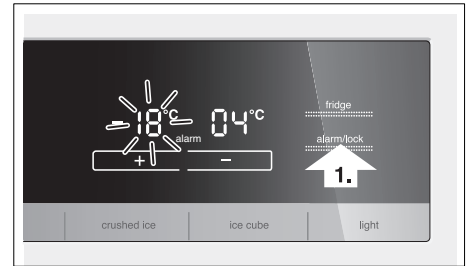 -18°C 04°C
alarm
+ −
fridge
alarm/lock
1.
crushed ice ice cube light